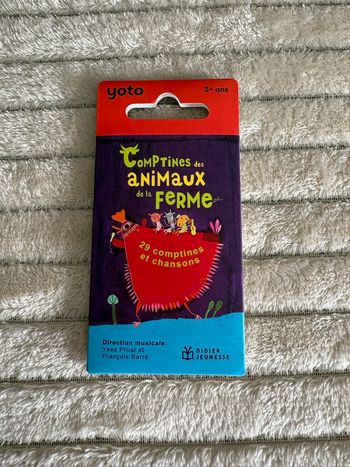 yoto
3+ ans
COMPTINES des
ANIMAUX
de la FERME...
29 comptines
et chansons
Direction musicale:
Yves Prual et
François Barré
DIDIER
JEUNESSE